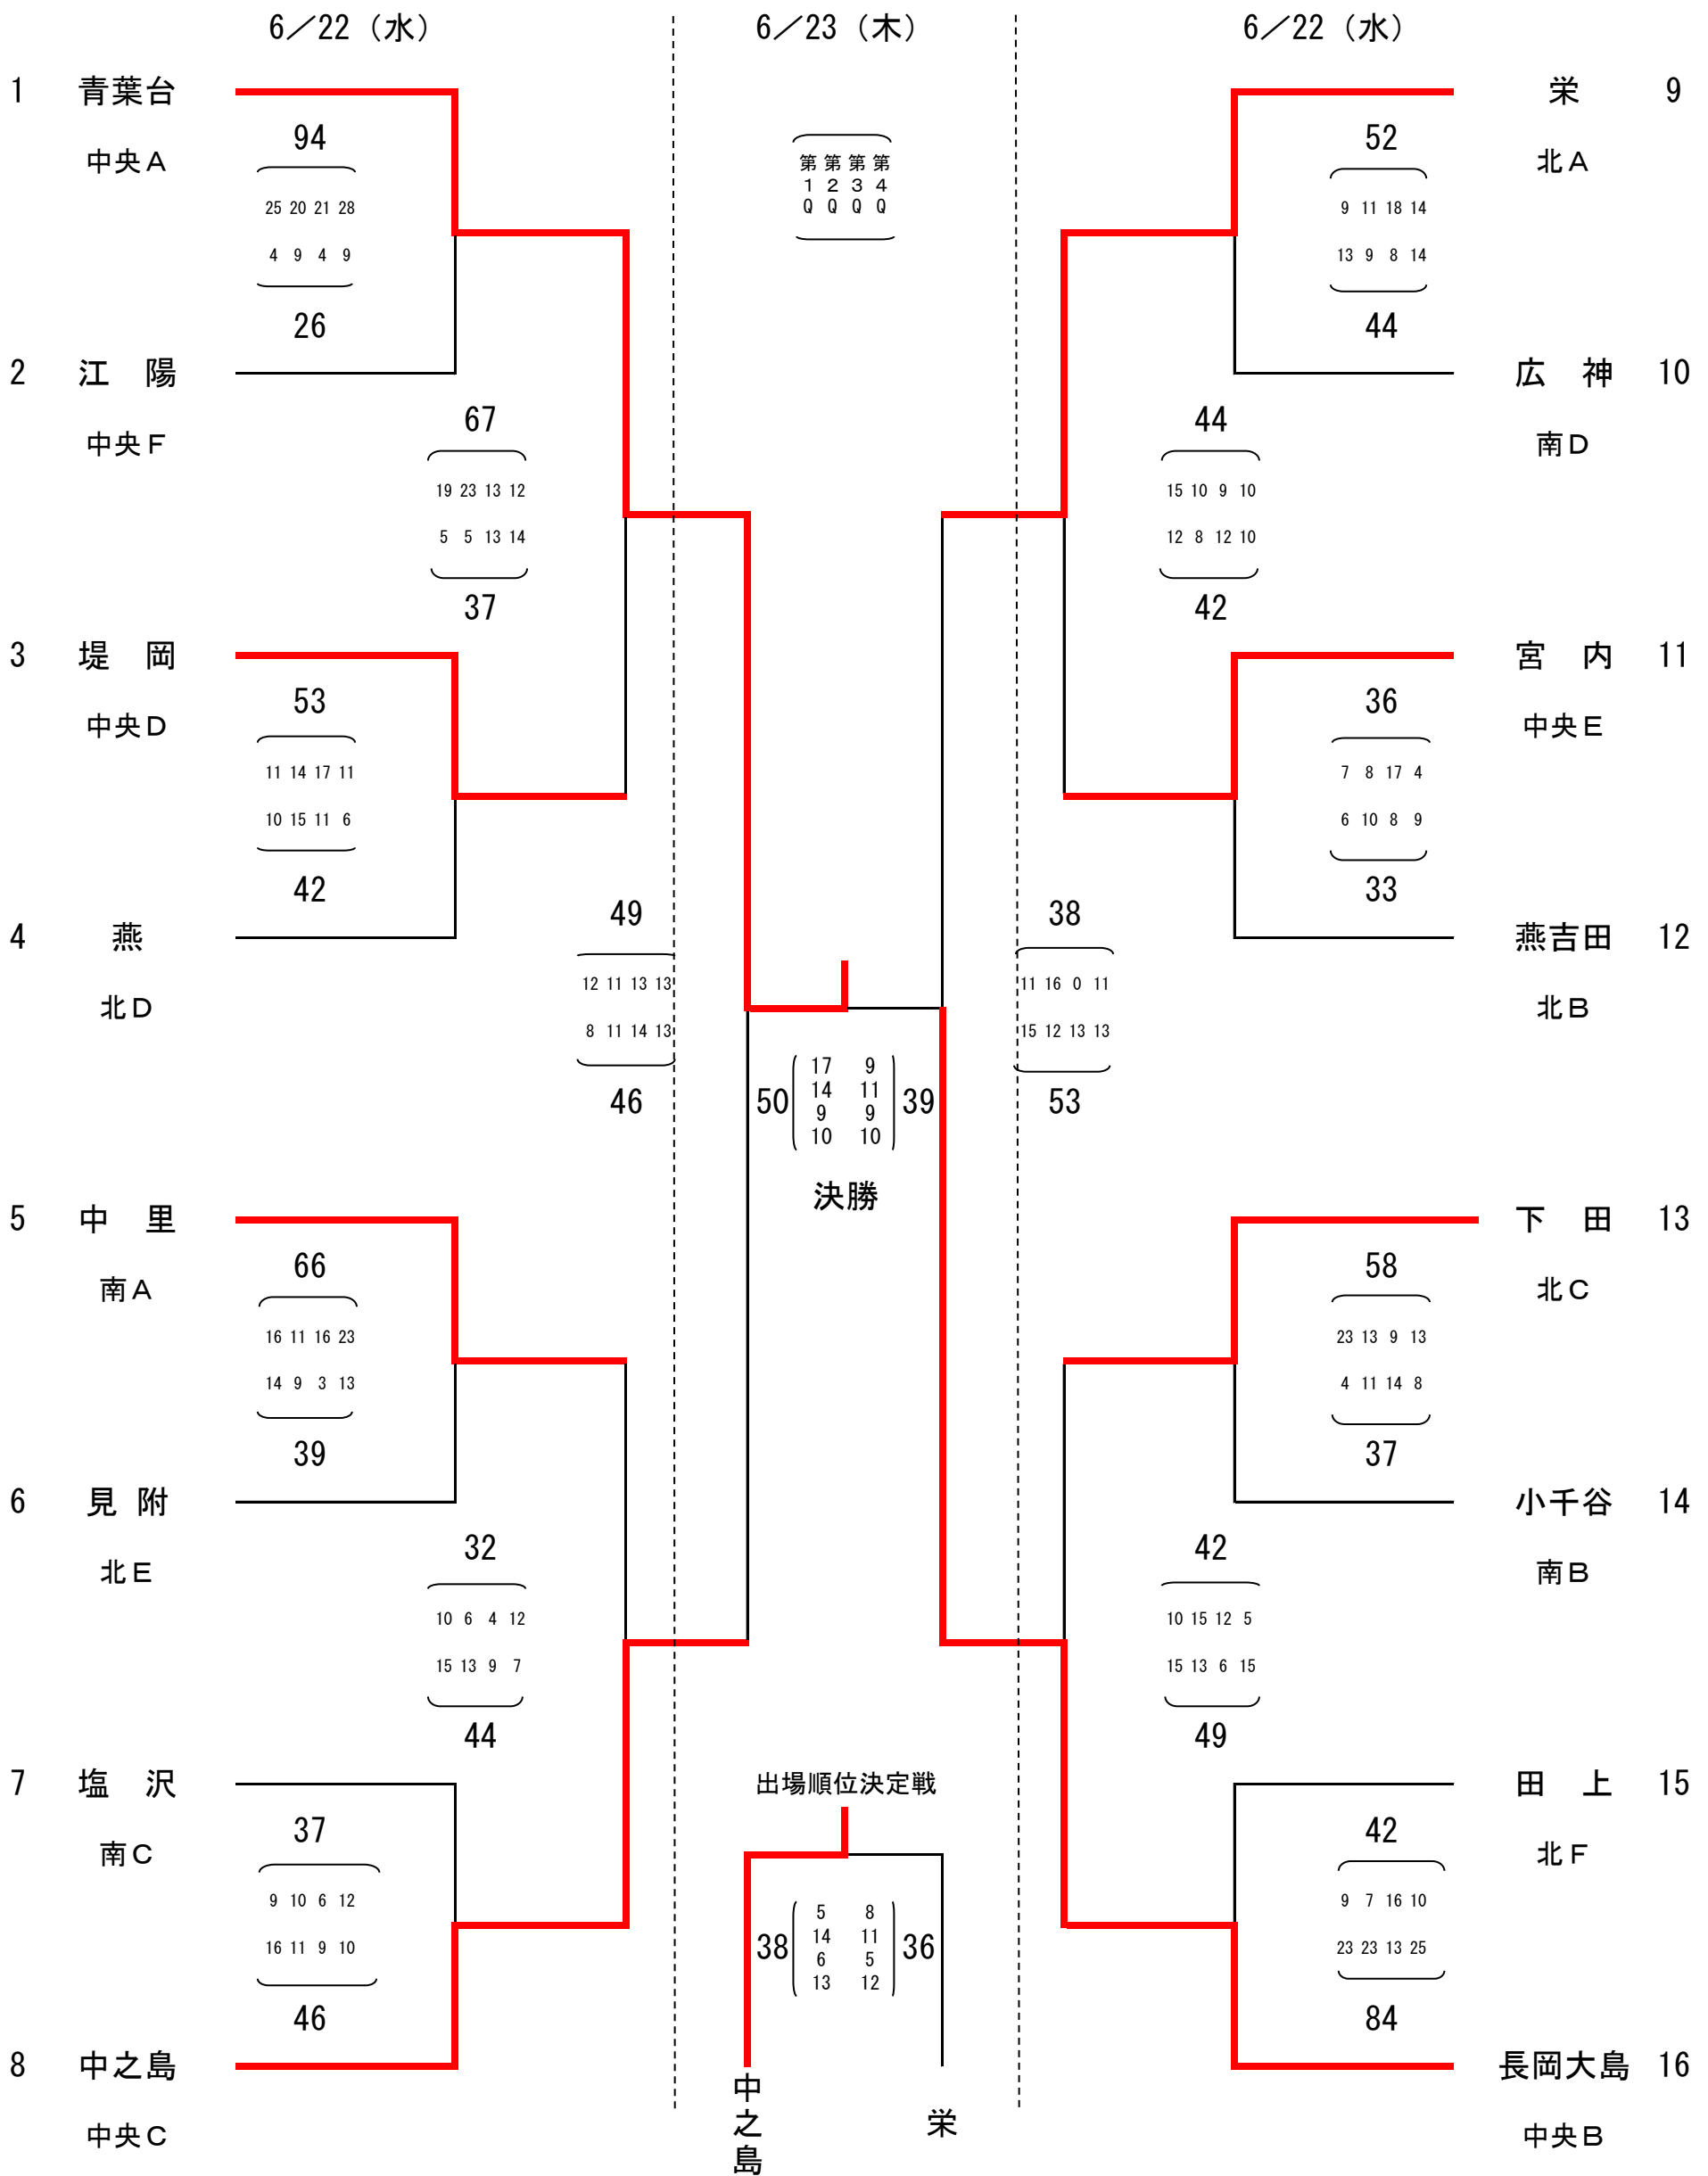 6／22（水）
6／23（木）
6／22（水）
1 青葉台
中央A
94
25 20 21 28
4 9 4 9
26
2 江　陽
中央F
67
19 23 13 12
5 5 13 14
37
3 堤　岡
中央D
53
11 14 17 11
10 15 11 6
42
4 燕
北D
49
12 11 13 13
8 11 14 13
46
5 中　里
南A
66
16 11 16 23
14 9 3 13
39
6 見 附
北E
32
10 6 4 12
15 13 9 7
44
7 塩　沢
南C
37
9 10 6 12
16 11 9 10
46
8 中之島
中央C
第 第 第 第
1 2 3 4
Q Q Q Q
50
17 9
14 11
9 9
10 10
39
決勝
出場順位決定戦
38
5 8
14 11
6 5
13 12
36
中之島
栄
栄 9
北A
52
9 11 18 14
13 9 8 14
44
広　神 10
南D
44
15 10 9 10
12 8 12 10
42
宮　内 11
中央E
36
7 8 17 4
6 10 8 9
33
燕吉田 12
北B
38
11 16 0 11
15 12 13 13
53
下　田 13
北C
58
23 13 9 13
4 11 14 8
37
小千谷 14
南B
42
10 15 12 5
15 13 6 15
49
田　上 15
北F
42
9 7 16 10
23 23 13 25
84
長岡大島 16
中央B